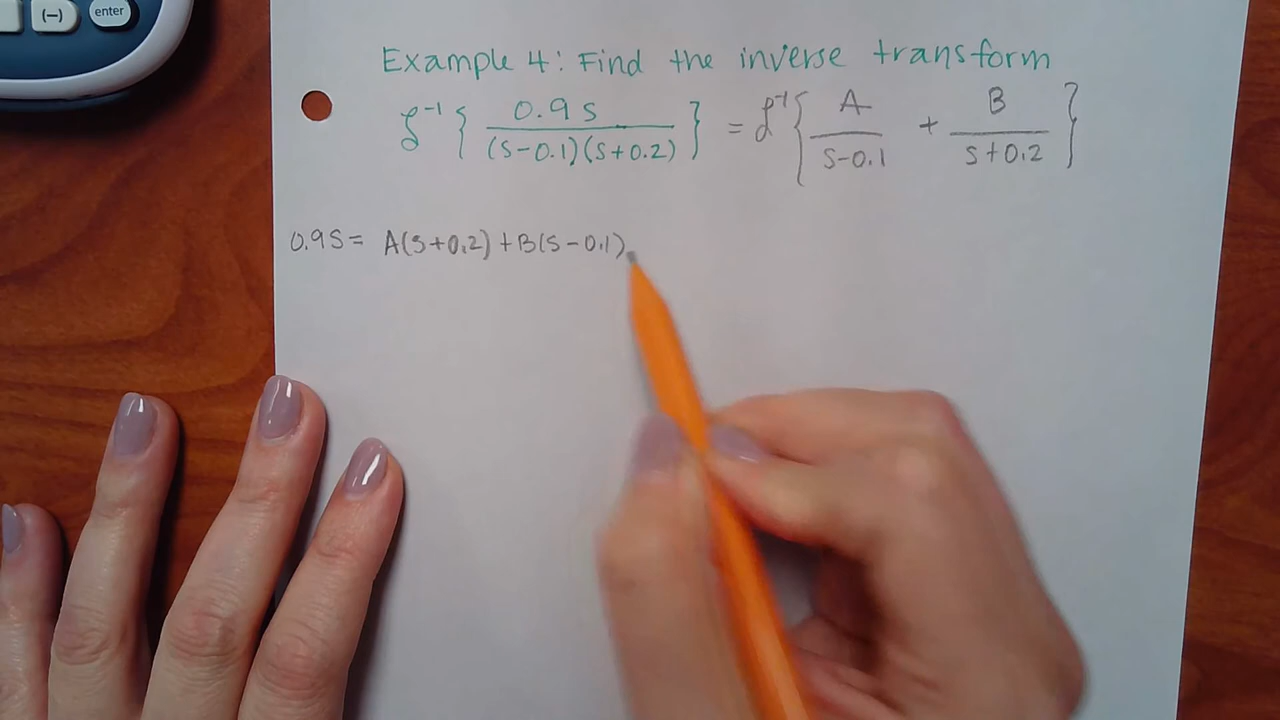 (–) enter
Example 4: Find the inverse transform
ℒ⁻¹ { 0.9s / (s-0.1)(s+0.2) } = ℒ⁻¹ { A / s-0.1 + B / s+0.2 }
0.9s = A(s+0.2) + B(s-0.1)